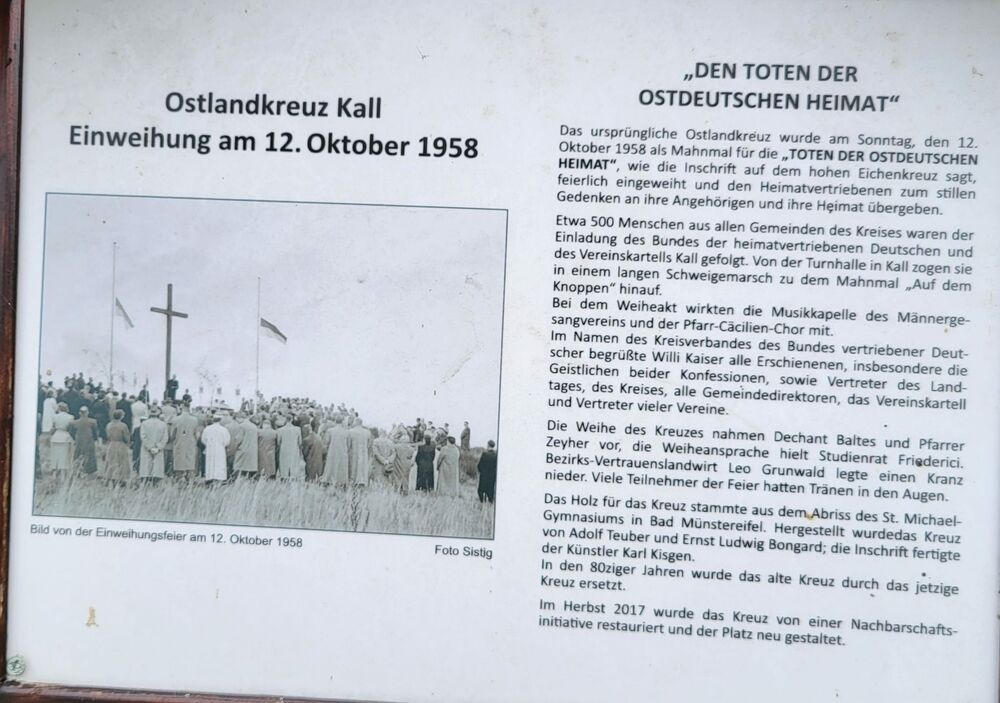 Ostlandkreuz Kall
Einweihung am 12. Oktober 1958
Bild von der Einweihungsfeier am 12. Oktober 1958
Foto Sistig
„DEN TOTEN DER
OSTDEUTSCHEN HEIMAT“
Das ursprüngliche Ostlandkreuz wurde am Sonntag, den 12.
Oktober 1958 als Mahnmal für die „TOTEN DER OSTDEUTSCHEN
HEIMAT“, wie die Inschrift auf dem hohen Eichenkreuz sagt,
feierlich eingeweiht und den Heimatvertriebenen zum stillen
Gedenken an ihre Angehörigen und ihre Heimat übergeben.
Etwa 500 Menschen aus allen Gemeinden des Kreises waren der
Einladung des Bundes der heimatvertriebenen Deutschen und
des Vereinskartells Kall gefolgt. Von der Turnhalle in Kall zogen sie
in einem langen Schweigemarsch zu dem Mahnmal „Auf dem
Knoppen“ hinauf.
Bei dem Weiheakt wirkten die Musikkapelle des Männerge-
sangvereins und der Pfarr-Cäcilien-Chor mit.
Im Namen des Kreisverbandes des Bundes vertriebener Deut-
scher begrüßte Willi Kaiser alle Erschienenen, insbesondere die
Geistlichen beider Konfessionen, sowie Vertreter des Land-
tages, des Kreises, alle Gemeindedirektoren, das Vereinskartell
und Vertreter vieler Vereine.
Die Weihe des Kreuzes nahmen Dechant Baltes und Pfarrer
Zeyher vor, die Weiheansprache hielt Studienrat Friederici.
Bezirks-Vertrauenslandwirt Leo Grunwald legte einen Kranz
nieder. Viele Teilnehmer der Feier hatten Tränen in den Augen.
Das Holz für das Kreuz stammte aus dem Abriss des St. Michael-
Gymnasiums in Bad Münstereifel. Hergestellt wurdedas Kreuz
von Adolf Teuber und Ernst Ludwig Bongard; die Inschrift fertigte
der Künstler Karl Kisgen.
In den 80ziger Jahren wurde das alte Kreuz durch das jetzige
Kreuz ersetzt.
Im Herbst 2017 wurde das Kreuz von einer Nachbarschafts-
initiative restauriert und der Platz neu gestaltet.